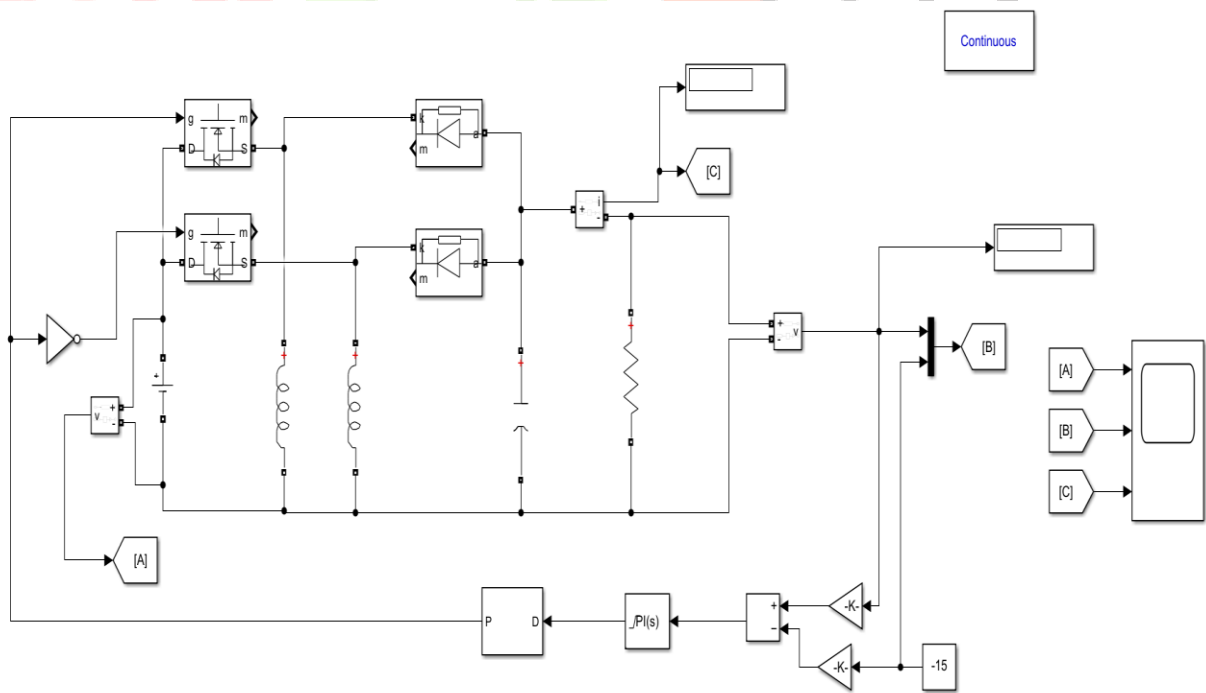 Continuous
g
m
D
S
k
m
a
[C]
i
+
-
g
m
D
S
k
m
a
+
+
+
+
+
+
-
v
[B]
[A]
[B]
[C]
v
+
-
[A]
P
D
PI(s)
+
-
-K-
-K-
-15